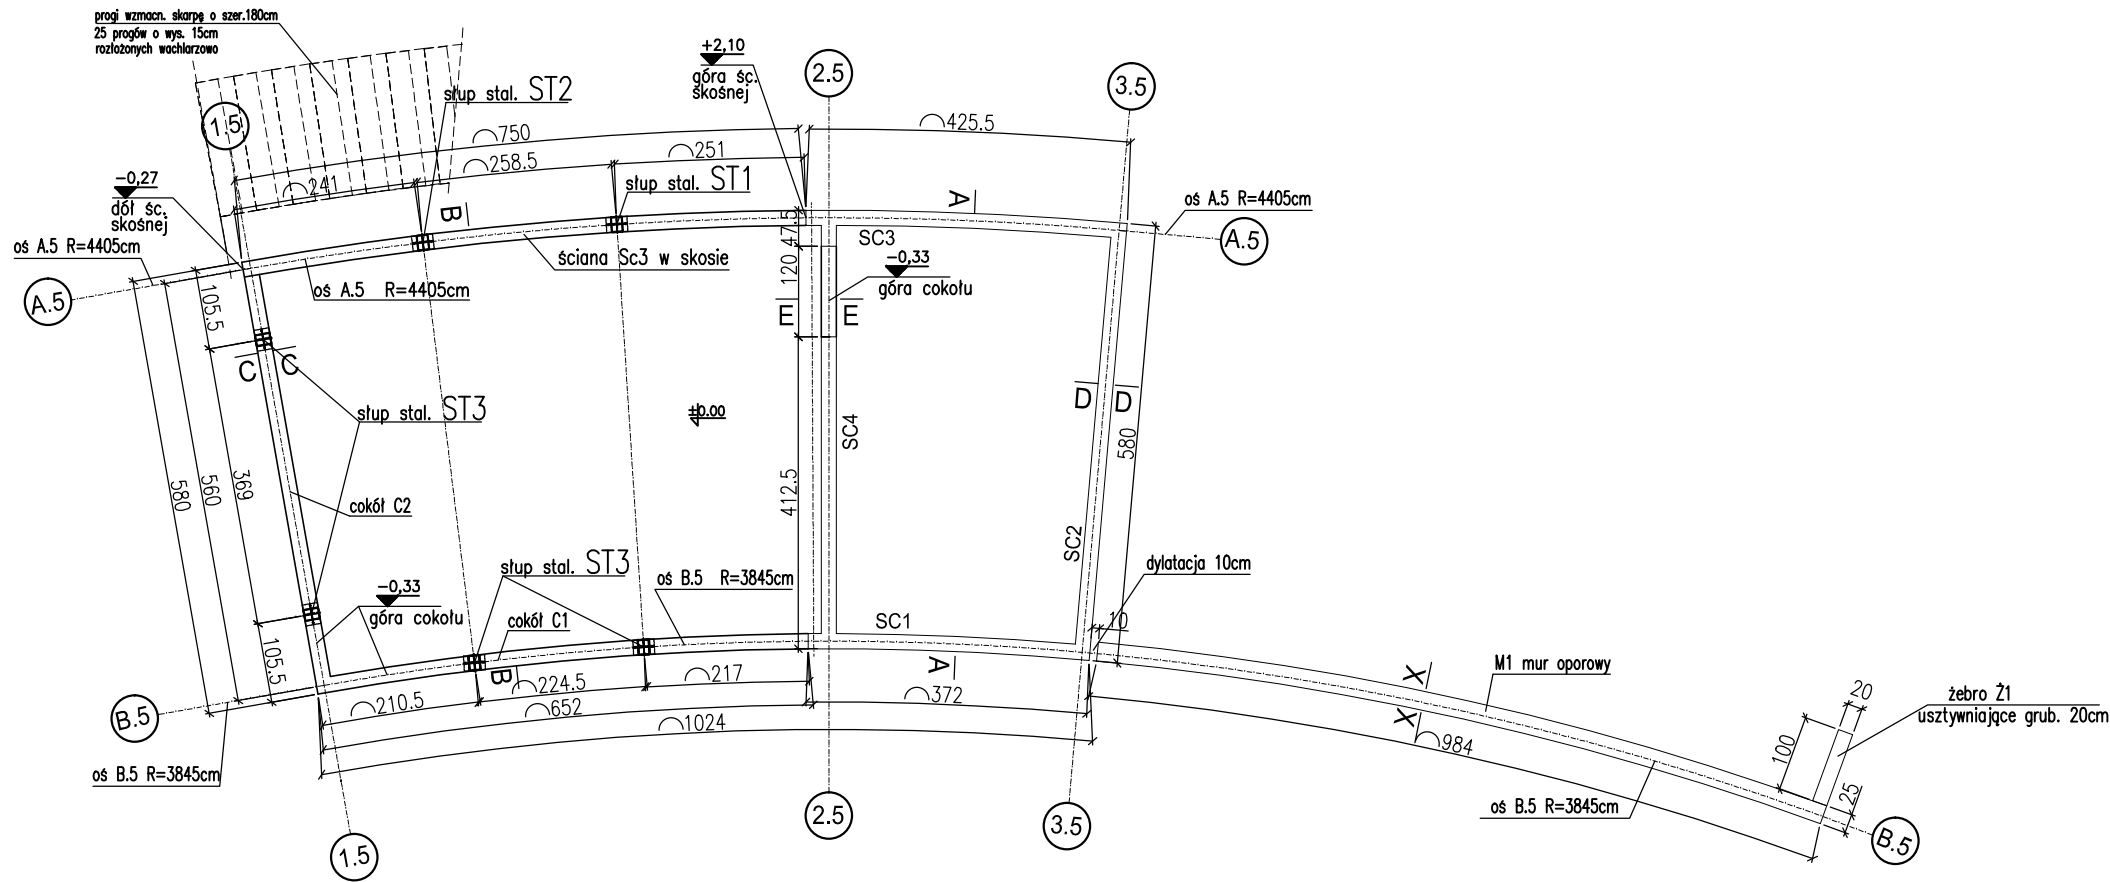 progi wzmacn. skarpę o szer.180cm
25 progów o wys. 15cm
rozłożonych wachlarzowo
1.5
słup stal. ST2
+2,10
góra śc.
skośnej
2.5
3.5
750
425.5
258.5
251
241
słup stal. ST1
-0,27
dół śc.
skośnej
oś A.5 R=4405cm
A.5
B
A
oś A.5 R=4405cm
A.5
ściana Sc3 w skosie
oś A.5 R=4405cm
47.5
120
SC3
-0,33
góra cokołu
E
E
105.5
C
C
słup stal. ST3
±0.00
SC4
D
D
580
580
560
369
412.5
cokół C2
SC2
słup stal. ST3
oś B.5 R=3845cm
dylatacja 10cm
-0,33
góra cokołu
cokół C1
SC1
10
105.5
B
A
M1 mur oporowy
X
X
20
żebro Ż1
usztywniające grub. 20cm
B.5
210.5
224.5
217
652
372
1024
984
100
25
oś B.5 R=3845cm
oś B.5 R=3845cm
B.5
1.5
2.5
3.5